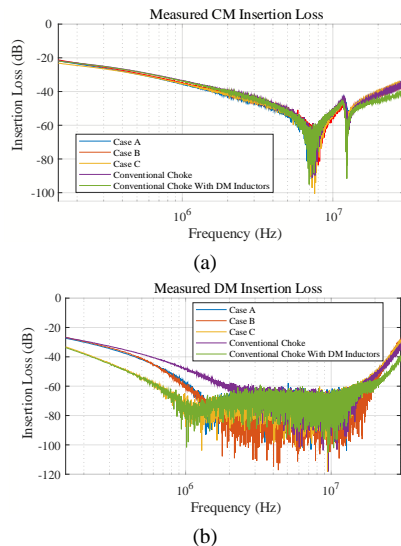 Measured CM Insertion Loss
0
-20
-40
-60
-80
-100
Insertion Loss (dB)
Case A
Case B
Case C
Conventional Choke
Conventional Choke With DM Inductors
10^6
10^7
Frequency (Hz)
(a)
Measured DM Insertion Loss
0
-20
-40
-60
-80
-100
-120
Insertion Loss (dB)
Case A
Case B
Case C
Conventional Choke
Conventional Choke With DM Inductors
10^6
10^7
Frequency (Hz)
(b)